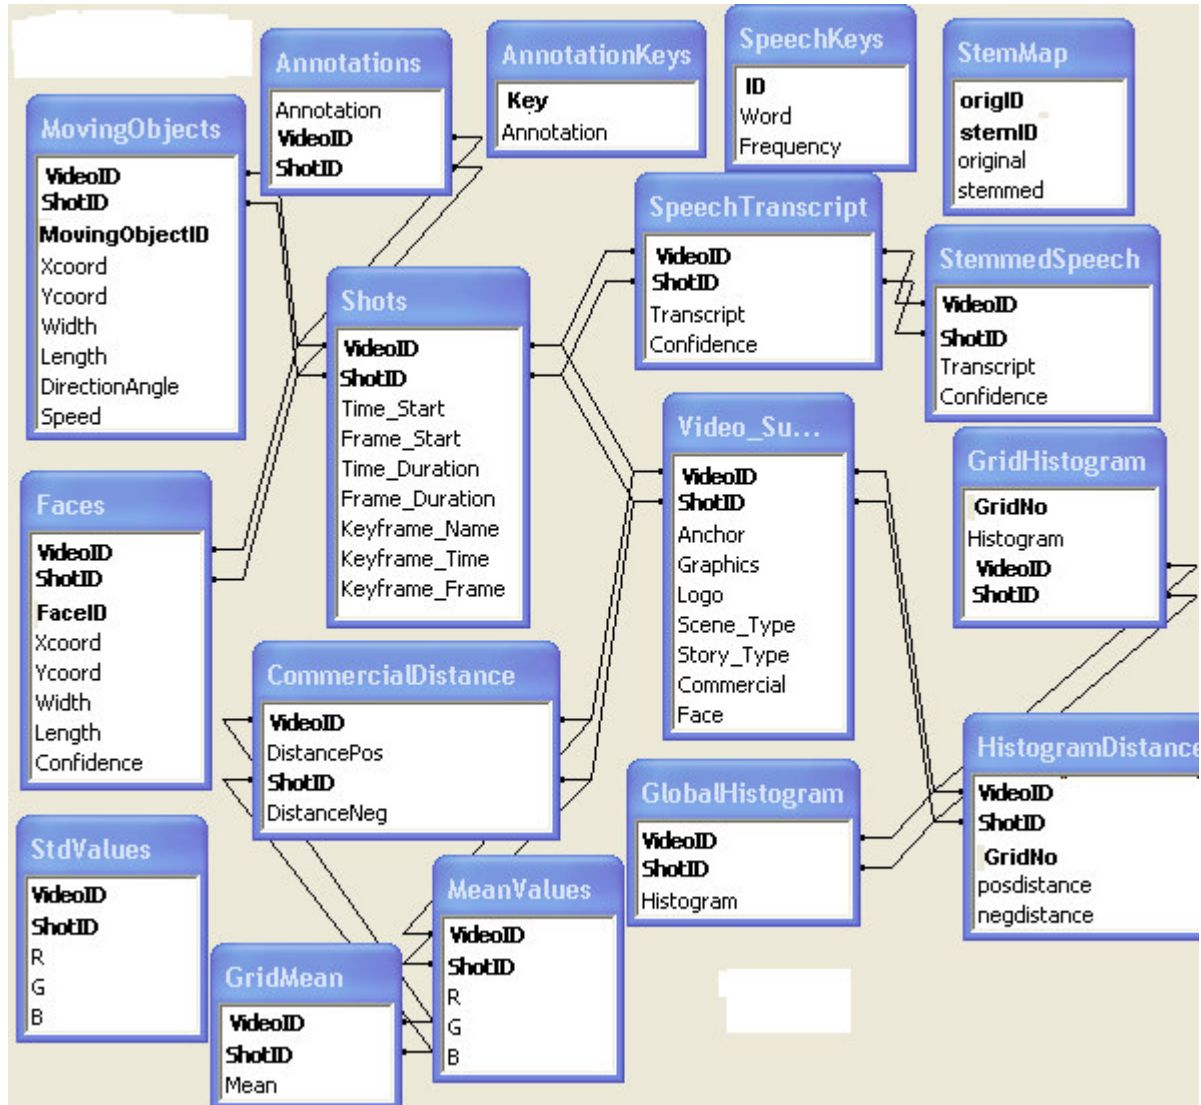 Annotations
Annotation
VideoID
ShotID
AnnotationKeys
Key
Annotation
SpeechKeys
ID
Word
Frequency
StemMap
origID
stemID
original
stemmed
MovingObjects
VideoID
ShotID
MovingObjectID
Xcoord
Ycoord
Width
Length
DirectionAngle
Speed
Shots
VideoID
ShotID
Time_Start
Frame_Start
Time_Duration
Frame_Duration
Keyframe_Name
Keyframe_Time
Keyframe_Frame
SpeechTranscript
VideoID
ShotID
Transcript
Confidence
StemmedSpeech
VideoID
ShotID
Transcript
Confidence
Video_Su...
VideoID
ShotID
Anchor
Graphics
Logo
Scene_Type
Story_Type
Commercial
Face
GridHistogram
GridNo
Histogram
VideoID
ShotID
Faces
VideoID
ShotID
FaceID
Xcoord
Ycoord
Width
Length
Confidence
CommercialDistance
VideoID
DistancePos
ShotID
DistanceNeg
GlobalHistogram
VideoID
ShotID
Histogram
HistogramDistance
VideoID
ShotID
GridNo
posdistance
negdistance
StdValues
VideoID
ShotID
R
G
B
GridMean
VideoID
ShotID
Mean
MeanValues
VideoID
ShotID
R
G
B